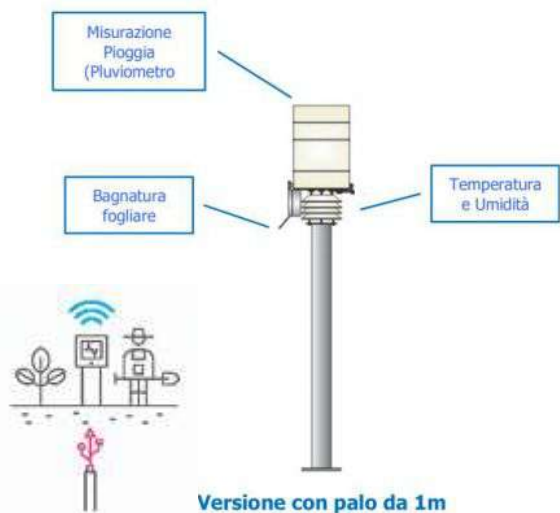 Misurazione
Pioggia
(Pluviometro
Bagnatura
fogliare
Temperatura
e Umidità
Versione con palo da 1m